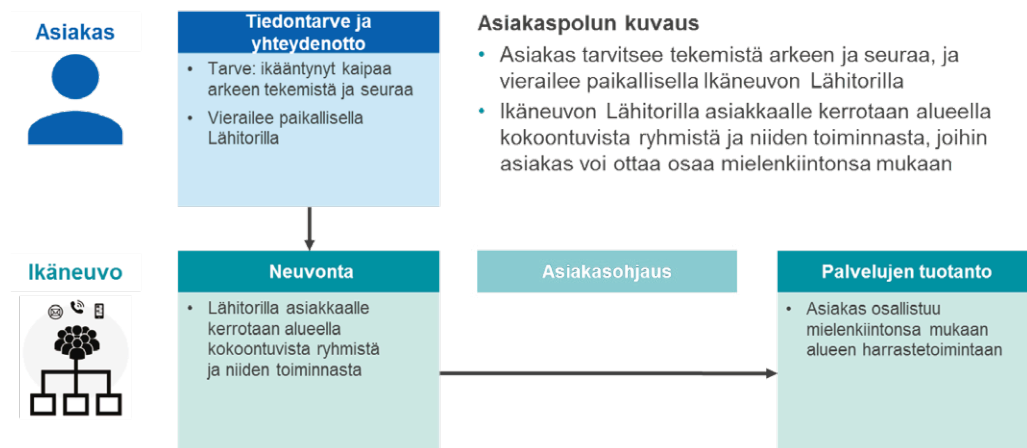 Asiakas
Tiedontarve ja
yhteydenotto
• Tarve: ikääntynyt kaipaa
arkeen tekemistä ja seuraa
• Vierailee paikallisella
Lähitorilla
Asiakaspolun kuvaus
• Asiakas tarvitsee tekemistä arkeen ja seuraa, ja
vierailee paikallisella Ikäneuvon Lähitorilla
• Ikäneuvon Lähitorilla asiakkaalle kerrotaan alueella
kokoontuvista ryhmistä ja niiden toiminnasta, joihin
asiakas voi ottaa osaa mielenkiintonsa mukaan
Ikäneuvo
Neuvonta
• Lähitorilla asiakkaalle
kerrotaan alueella
kokoontuvista ryhmistä
ja niiden toiminnasta
Asiakasohjaus
Palvelujen tuotanto
• Asiakas osallistuu
mielenkiintonsa mukaan
alueen harrastetoimintaan